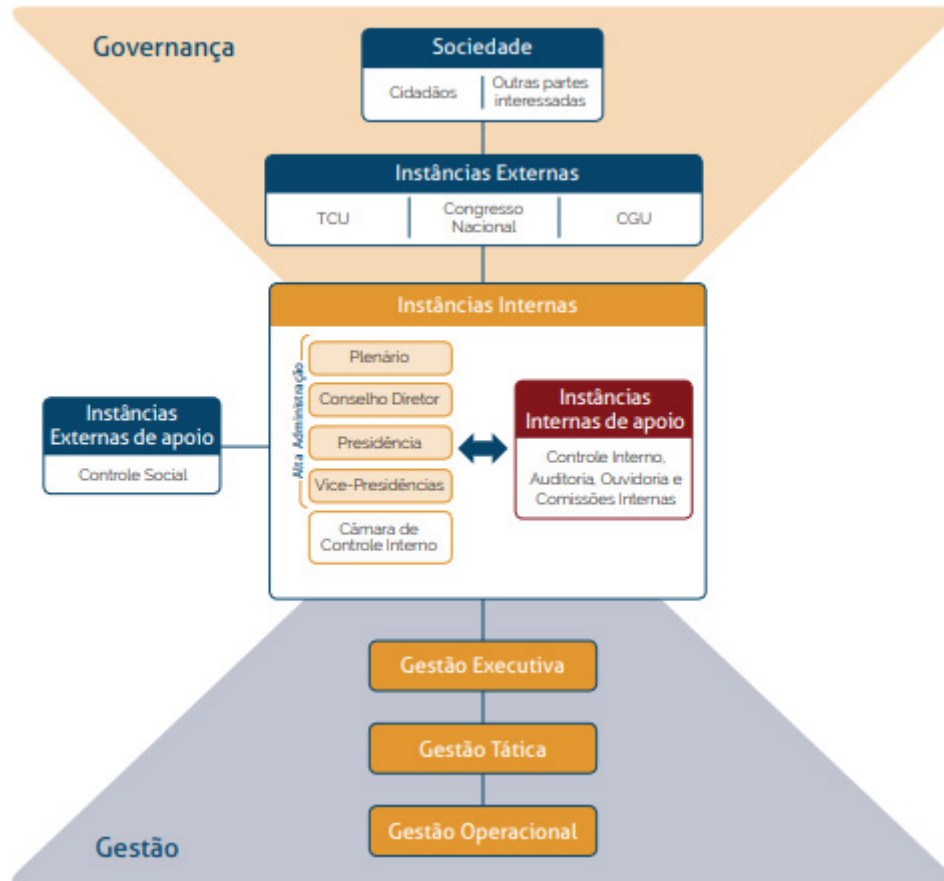 Governança
Sociedade
Cidadãos
Outras partes
interessadas
Instâncias Externas
TCU
Congresso
Nacional
CGU
Instâncias Internas
Alta Administração
Plenário
Conselho Diretor
Presidência
Vice-Presidências
Câmara de
Controle Interno
Instâncias
Internas de apoio
Controle Interno,
Auditoria, Ouvidoria e
Comissões Internas
Instâncias
Externas de apoio
Controle Social
Gestão Executiva
Gestão Tática
Gestão Operacional
Gestão